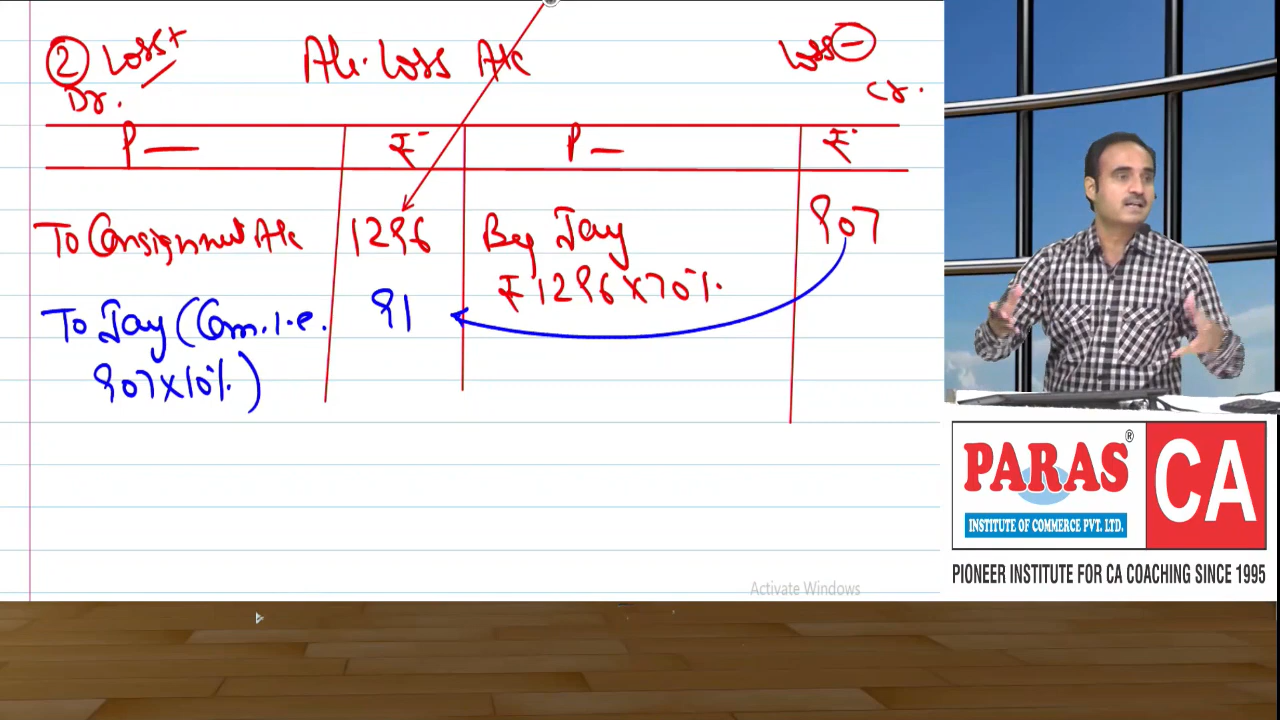 ② Loss+ Ab. Loss A/c Loss -
Dr. Cr.
P — ₹ P — ₹
To Consignment A/c 1296 By Jay 907
₹1296 x 70%.
To Jay (Com. i.e. 91
907 x 10%)
PARAS®
INSTITUTE OF COMMERCE PVT. LTD.
CA
PIONEER INSTITUTE FOR CA COACHING SINCE 1995
Activate Windows